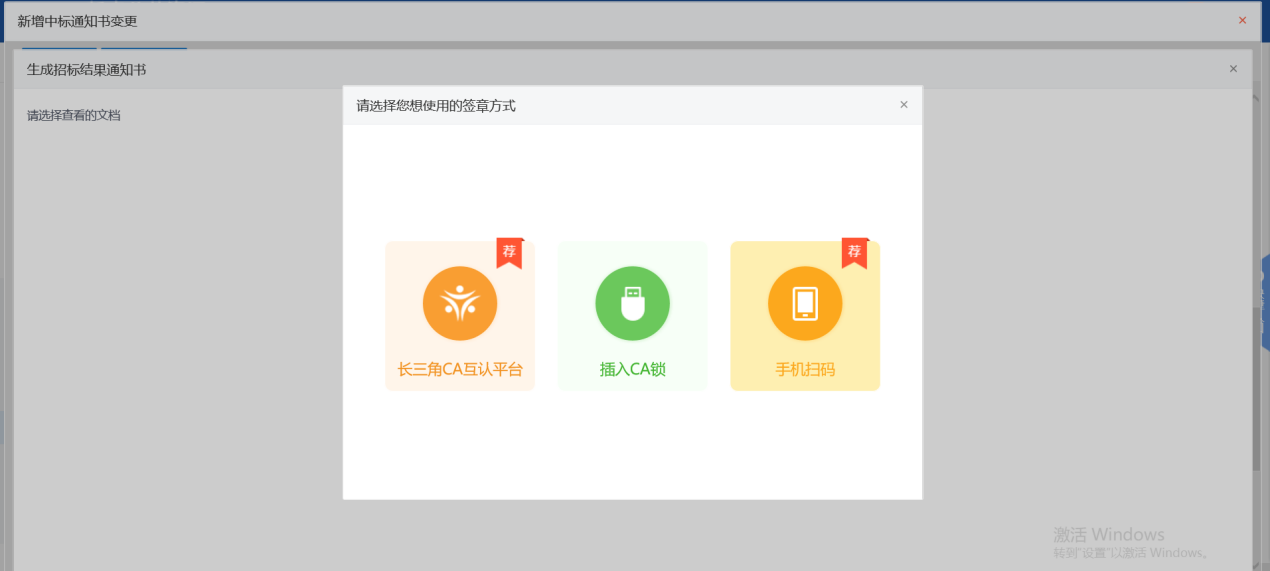 新增中标通知书变更
生成招标结果通知书
请选择查看的文档
请选择您想使用的签章方式
荐
荐
长三角CA互认平台
插入CA锁
手机扫码
激活 Windows
转到"设置"以激活 Windows。